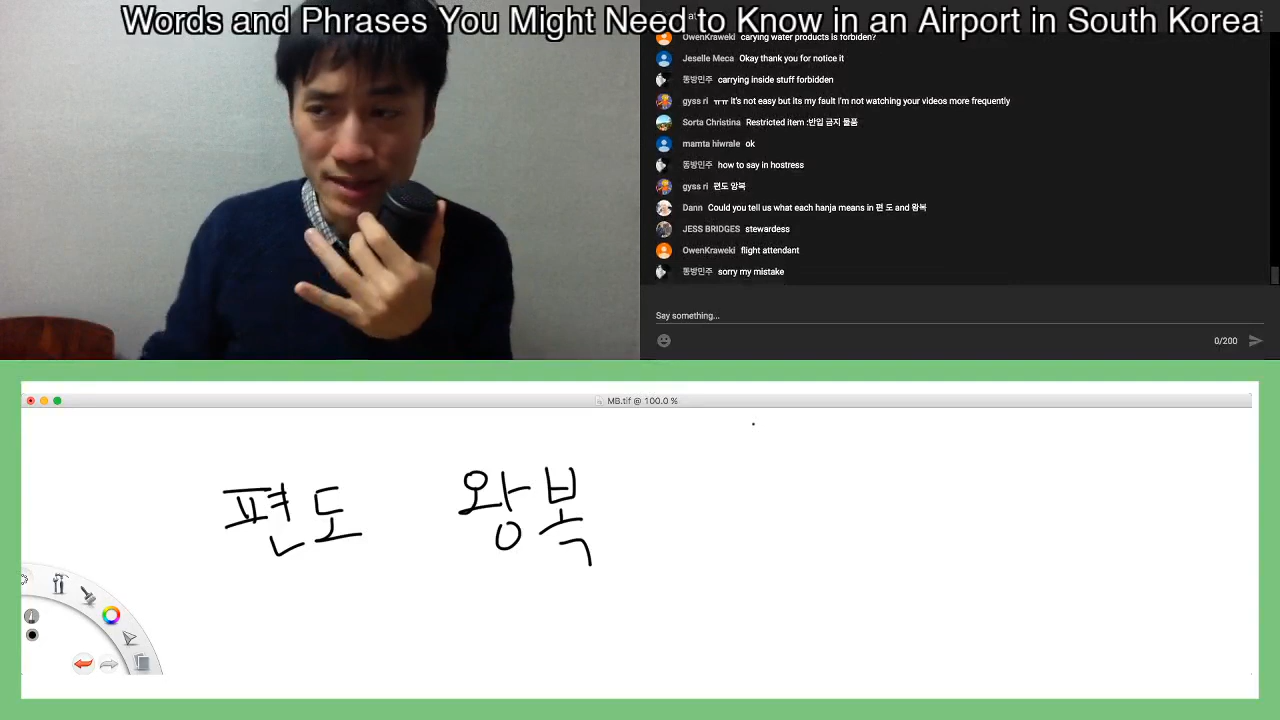 Words and Phrases You Might Need to Know in an Airport in South Korea
OwenKraweki carying water products is forbiden?
Jeselle Meca Okay thank you for notice it
똥방민주 carrying inside stuff forbidden
gyss ri ㅠㅠ It's not easy but its my fault I'm not watching your videos more frequently
Sorta Christina Restricted item :반입 금지 물품
mamta hiwrale ok
똥방민주 how to say in hostress
gyss ri 편도 왕복
Dann Could you tell us what each hanja means in 편 도 and 왕복
JESS BRIDGES stewardess
OwenKraweki flight attendant
똥방민주 sorry my mistake
Say something...
0/200
MB.tif @ 100.0 %
편도 왕복